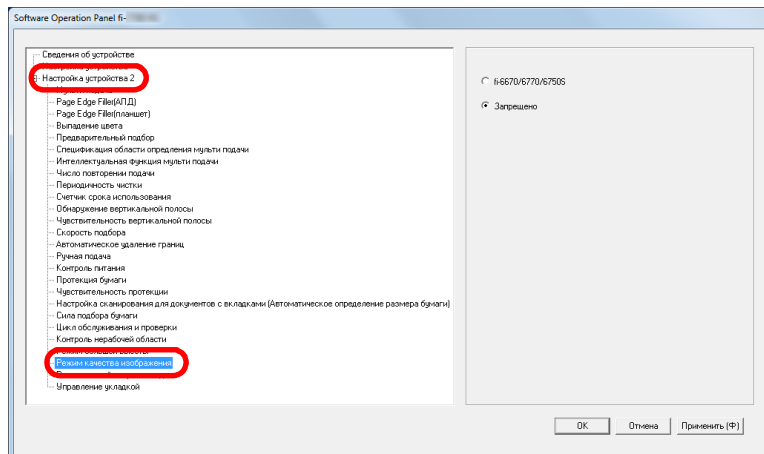 Software Operation Panel fi-
Сведения об устройстве
Настройка устройства 2
Page Edge Filler(АПД)
Page Edge Filler(планшет)
Выпадение цвета
Предварительный подбор
Спецификация области опредления мульти подачи
Интеллектуальная функция мульти подачи
Число повторении подачи
Периодичность чистки
Счетчик срока использования
Обнаружение вертикальной полосы
Чувствительность вертикальной полосы
Скорость подбора
Автоматическое удаление границ
Ручная подача
Контроль питания
Протекция бумаги
Чувствительность протекции
Настройка сканирования для документов с вкладками (Автоматическое определение размера бумаги)
Сила подбора бумаги
Цикл обслуживания и проверки
Контроль нерабочей области
Режим качества изображения
Управление укладкой
fi-6670/6770/6750S
Запрещено
OK
Отмена
Применить (Ф)